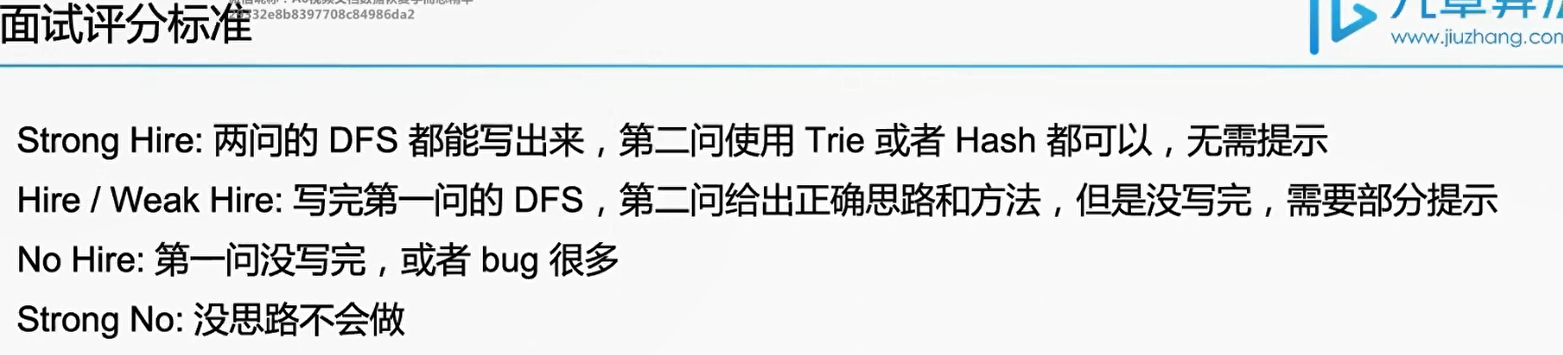 面试评分标准
29332e8b8397708c84986da2
www.jiuzhang.com
Strong Hire: 两问的 DFS 都能写出来，第二问使用 Trie 或者 Hash 都可以，无需提示
Hire / Weak Hire: 写完第一问的 DFS，第二问给出正确思路和方法，但是没写完，需要部分提示
No Hire: 第一问没写完，或者 bug 很多
Strong No: 没思路不会做